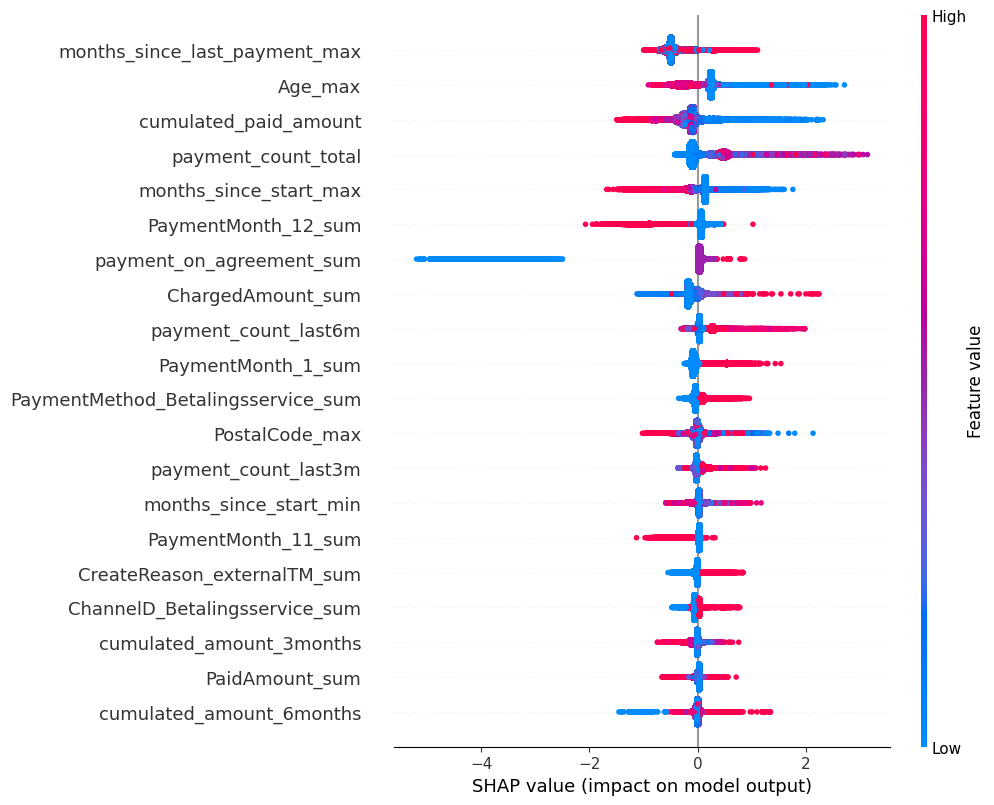 High
months_since_last_payment_max
Age_max
cumulated_paid_amount
payment_count_total
months_since_start_max
PaymentMonth_12_sum
payment_on_agreement_sum
ChargedAmount_sum
payment_count_last6m
PaymentMonth_1_sum
PaymentMethod_Betalingsservice_sum
PostalCode_max
payment_count_last3m
months_since_start_min
PaymentMonth_11_sum
CreateReason_externalTM_sum
ChannelD_Betalingsservice_sum
cumulated_amount_3months
PaidAmount_sum
cumulated_amount_6months
Feature value
Low
−4 −2 0 2
SHAP value (impact on model output)